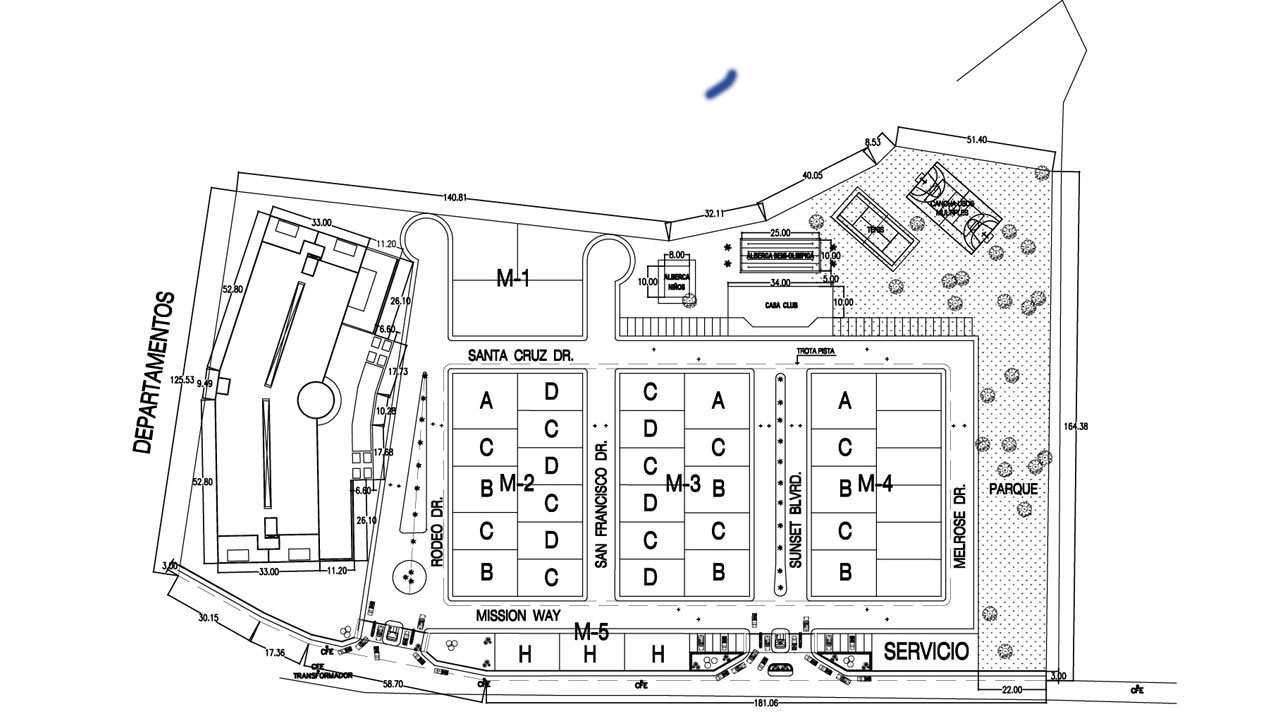 8.53
51.40
140.81
40.05
32.11
33.00
11.20
52.80
26.10
6.60
17.73
10.28
17.68
6.60
26.10
125.53
9.49
52.80
3.00
33.00
11.20
30.15
17.36
58.70
DEPARTAMENTOS
M-1
8.00
10.00
ALBERCA
NIÑOS
25.00
ALBERCA SEMI-OLIMPICA
10.00
5.00
34.00
CASA CLUB
10.00
TENIS
CANCHA USOS
MULTIPLES
SANTA CRUZ DR.
TROTA PISTA
A
C
B
C
B
M-2
D
C
D
C
D
C
RODEO DR.
SAN FRANCISCO DR.
C
D
C
D
C
D
M-3
A
C
B
C
B
SUNSET BLVRD.
A
C
B
C
B
M-4
MELROSE DR.
PARQUE
164.38
MISSION WAY
M-5
H
H
H
SERVICIO
CFE
CFE
TRANSFORMADOR
CFE
CFE
CFE
181.06
22.00
3.00